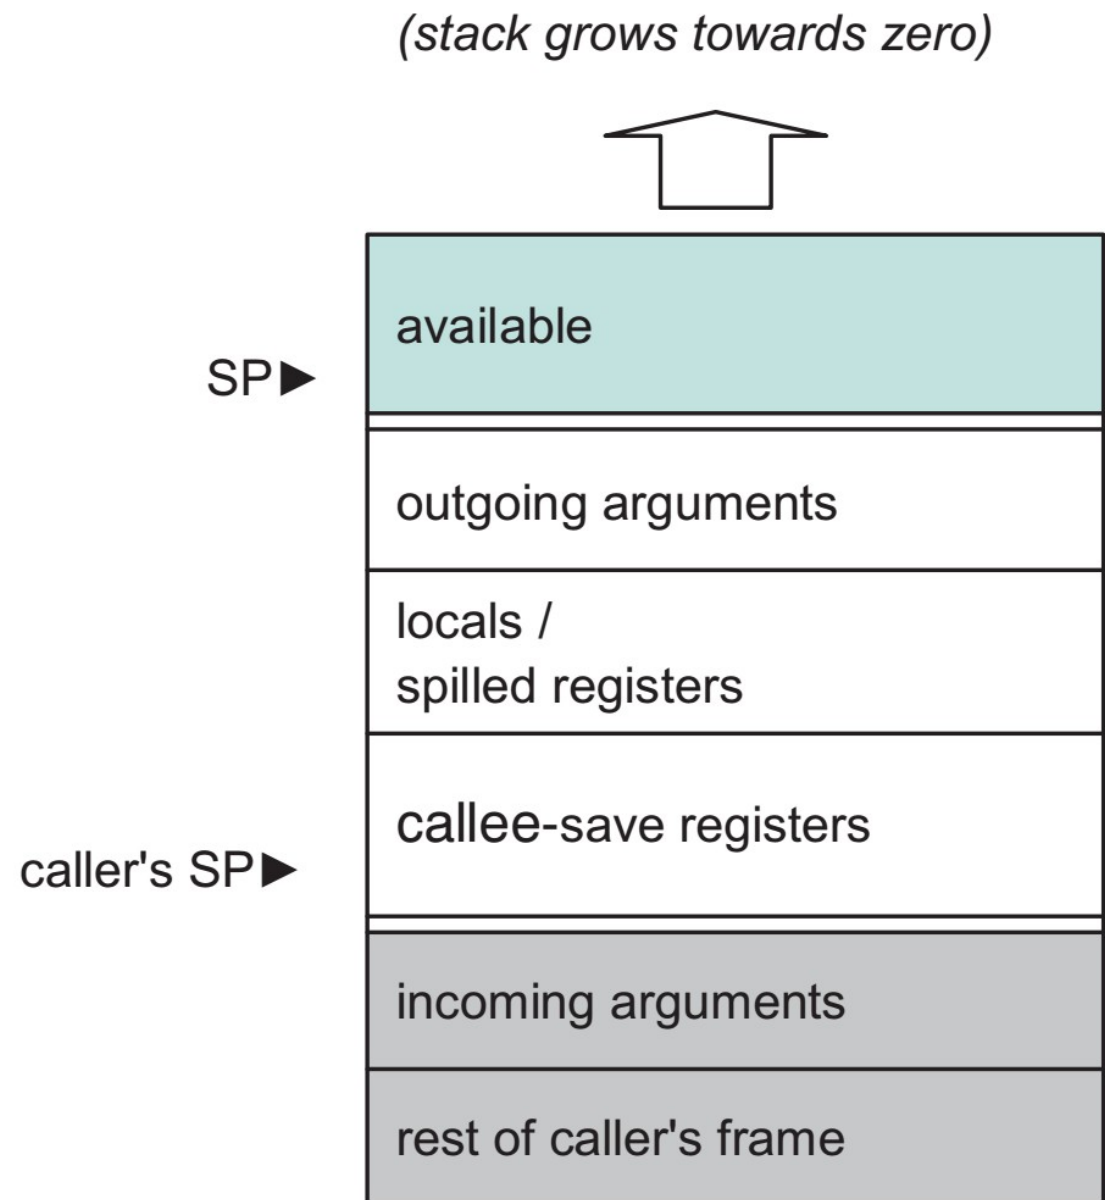 (stack grows towards zero)
available
SP►
outgoing arguments
locals /
spilled registers
callee-save registers
caller's SP►
incoming arguments
rest of caller's frame